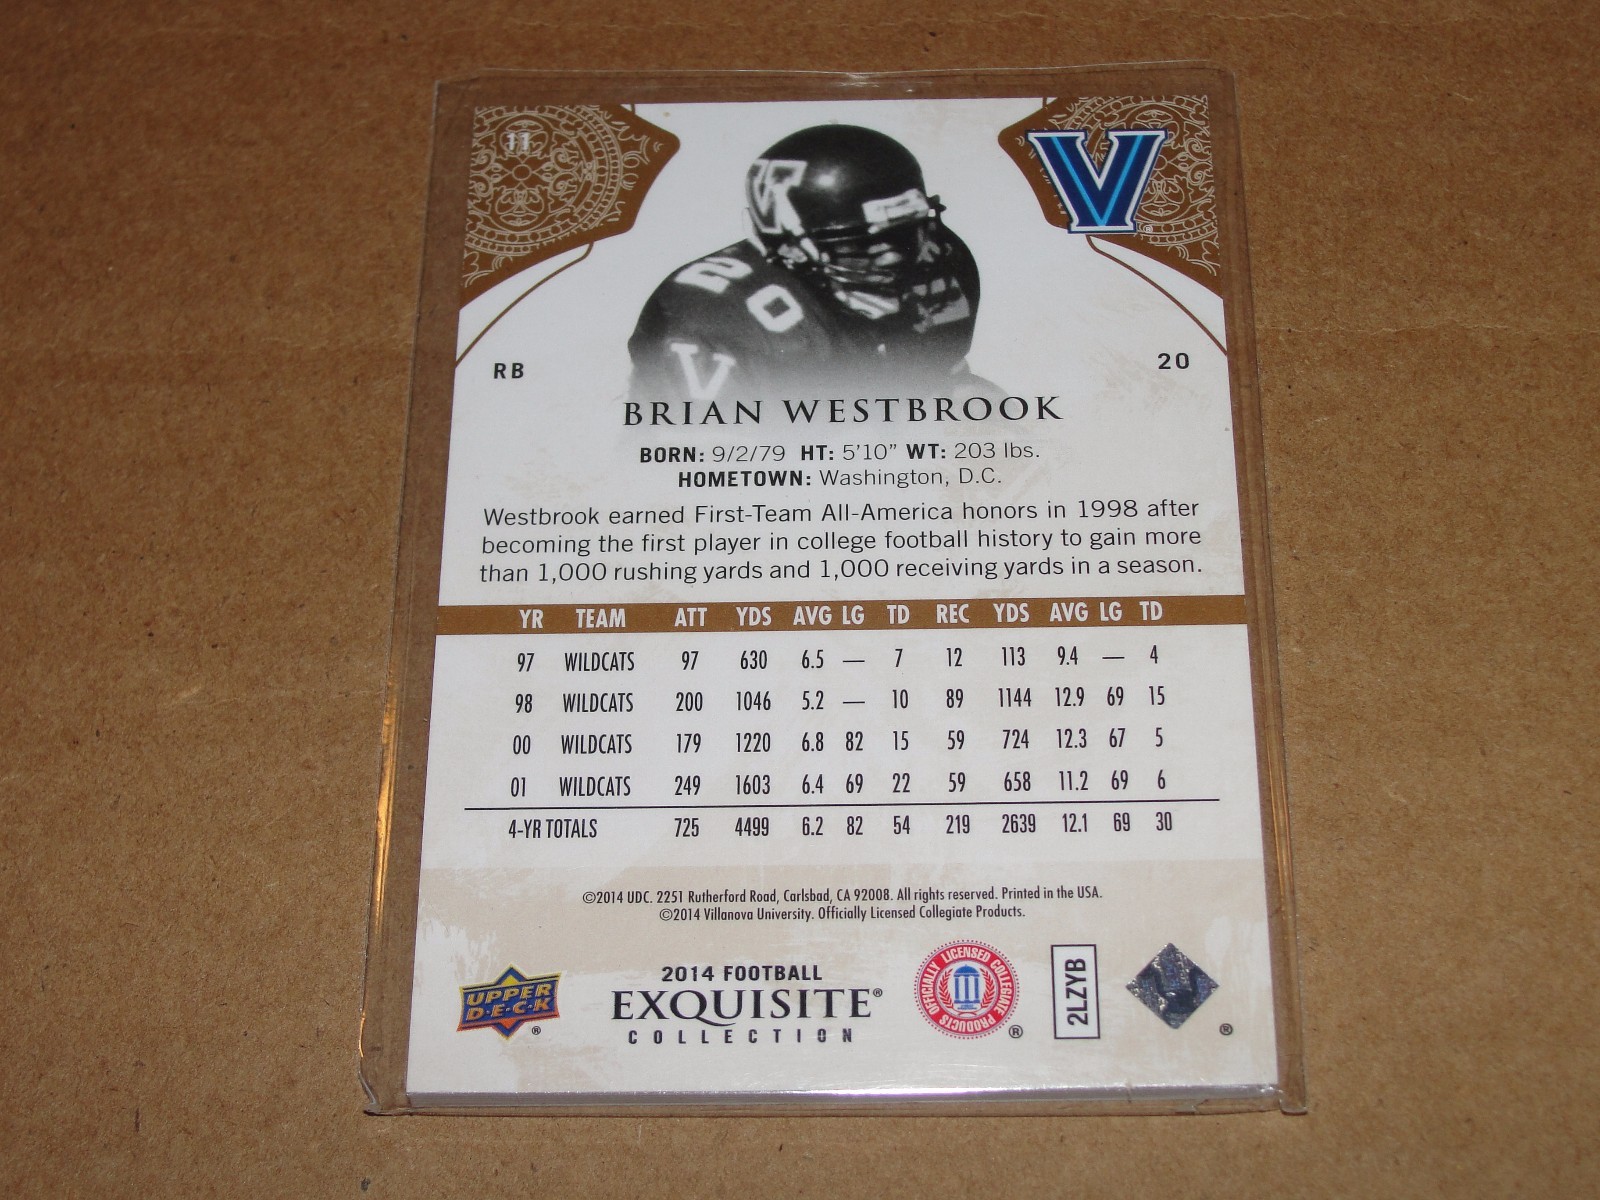 11
V
20
V
RB
20
BRIAN WESTBROOK
BORN: 9/2/79 HT: 5'10" WT: 203 lbs.
HOMETOWN: Washington, D.C.
Westbrook earned First-Team All-America honors in 1998 after
becoming the first player in college football history to gain more
than 1,000 rushing yards and 1,000 receiving yards in a season.
YR TEAM ATT YDS AVG LG TD REC YDS AVG LG TD
97 WILDCATS 97 630 6.5 — 7 12 113 9.4 — 4
98 WILDCATS 200 1046 5.2 — 10 89 1144 12.9 69 15
00 WILDCATS 179 1220 6.8 82 15 59 724 12.3 67 5
01 WILDCATS 249 1603 6.4 69 22 59 658 11.2 69 6
4-YR TOTALS 725 4499 6.2 82 54 219 2639 12.1 69 30
©2014 UDC. 2251 Rutherford Road, Carlsbad, CA 92008. All rights reserved. Printed in the USA.
©2014 Villanova University. Officially Licensed Collegiate Products.
UPPER
D·E·C·K ®
2014 FOOTBALL
EXQUISITE®
COLLECTION
OFFICIALLY LICENSED COLLEGIATE PRODUCTS ®
2LZYB
®